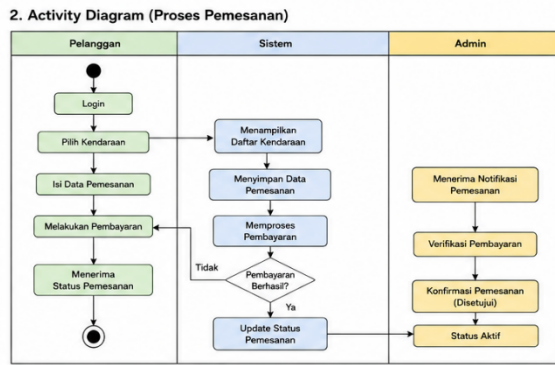 2. Activity Diagram (Proses Pemesanan)
Pelanggan
Sistem
Admin
Login
Pilih Kendaraan
Isi Data Pemesanan
Melakukan Pembayaran
Menerima
Status Pemesanan
Menampilkan
Daftar Kendaraan
Menyimpan Data
Pemesanan
Memproses
Pembayaran
Tidak
Pembayaran
Berhasil?
Ya
Update Status
Pemesanan
Menerima Notifikasi
Pemesanan
Verifikasi Pembayaran
Konfirmasi Pemesanan
(Disetujui)
Status Aktif